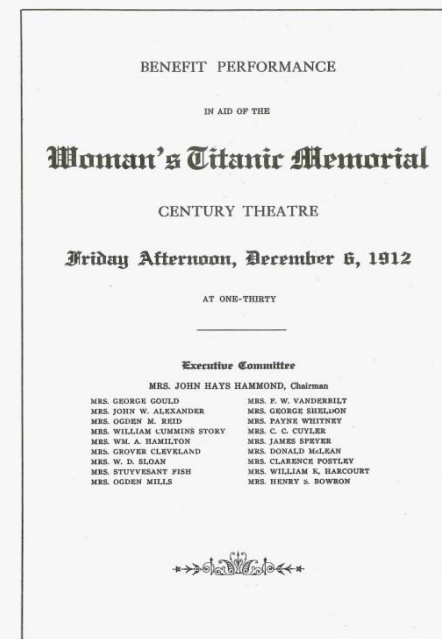 BENEFIT PERFORMANCE
IN AID OF THE
Woman's Titanic Memorial
CENTURY THEATRE
Friday Afternoon, December 6, 1912
AT ONE-THIRTY
Executive Committee
MRS. JOHN HAYS HAMMOND, Chairman
MRS. GEORGE GOULD
MRS. JOHN W. ALEXANDER
MRS. OGDEN M. REID
MRS. WILLIAM CUMMINS STORY
MRS. WM. A. HAMILTON
MRS. GROVER CLEVELAND
MRS. W. D. SLOAN
MRS. STUYVESANT FISH
MRS. OGDEN MILLS
MRS. F. W. VANDERBILT
MRS. GEORGE SHELDON
MRS. PAYNE WHITNEY
MRS. C. C. CUYLER
MRS. JAMES SPEYER
MRS. DONALD McLEAN
MRS. CLARENCE POSTLEY
MRS. WILLIAM K. HARCOURT
MRS. HENRY S. BOWRON